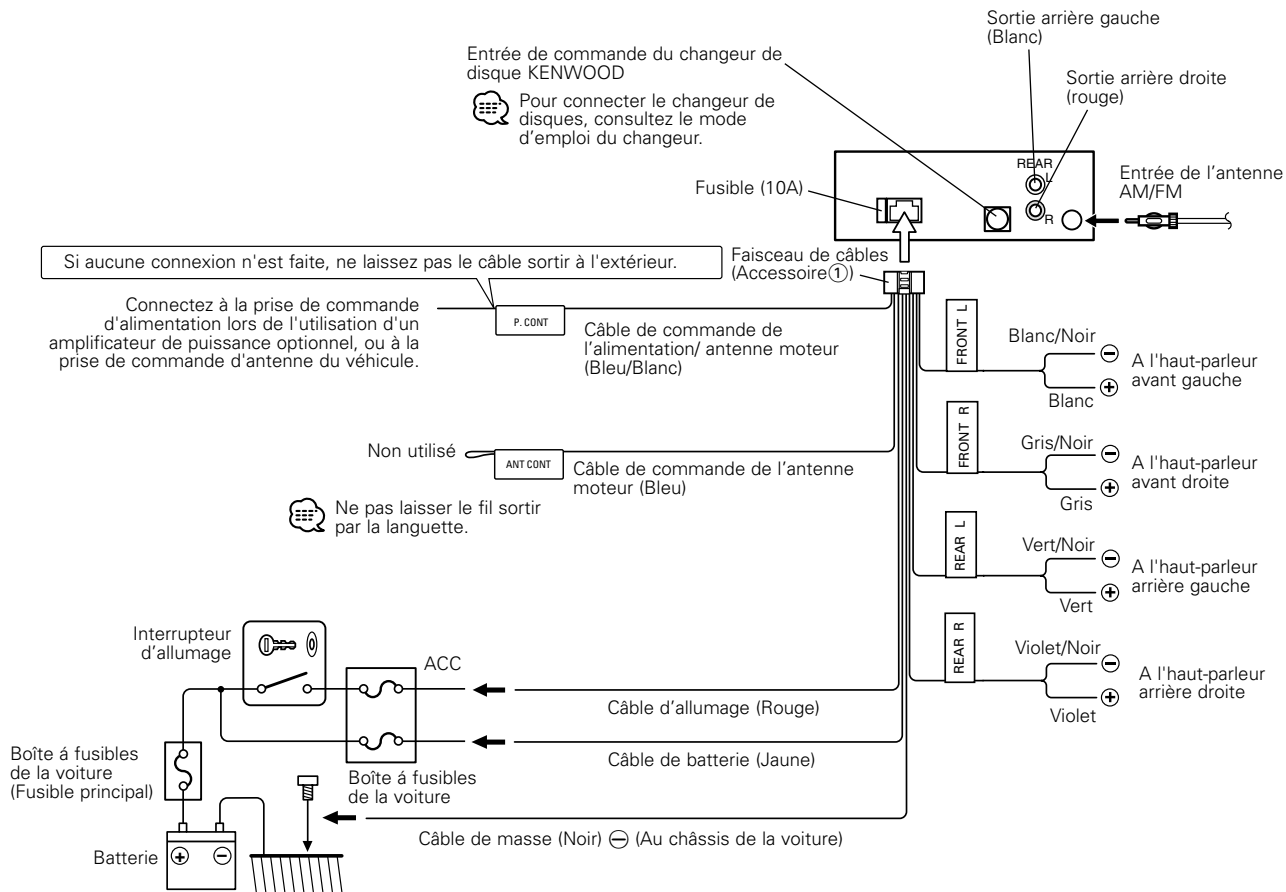 Sortie arrière gauche
(Blanc)
Entrée de commande du changeur de
disque KENWOOD
Sortie arrière droite
(rouge)
Pour connecter le changeur de
disques, consultez le mode
d'emploi du changeur.
REAR
L
R
Entrée de l'antenne
AM/FM
Fusible (10A)
Faisceau de câbles
(Accessoire①)
Si aucune connexion n'est faite, ne laissez pas le câble sortir à l'extérieur.
Connectez à la prise de commande
d'alimentation lors de l'utilisation d'un
amplificateur de puissance optionnel, ou à la
prise de commande d'antenne du véhicule.
P. CONT
Câble de commande de
l'alimentation/ antenne moteur
(Bleu/Blanc)
FRONT L
Blanc/Noir
⊖
Blanc
⊕
A l'haut-parleur
avant gauche
Non utilisé
ANT CONT
Câble de commande de l'antenne
moteur (Bleu)
FRONT R
Gris/Noir
⊖
Gris
⊕
A l'haut-parleur
avant droite
Ne pas laisser le fil sortir
par la languette.
REAR L
Vert/Noir
⊖
Vert
⊕
A l'haut-parleur
arrière gauche
REAR R
Violet/Noir
⊖
Violet
⊕
A l'haut-parleur
arrière droite
Interrupteur
d'allumage
ACC
Câble d'allumage (Rouge)
Câble de batterie (Jaune)
Boîte á fusibles
de la voiture
(Fusible principal)
Boîte á fusibles
de la voiture
Câble de masse (Noir) ⊖ (Au châssis de la voiture)
Batterie
⊕
⊖